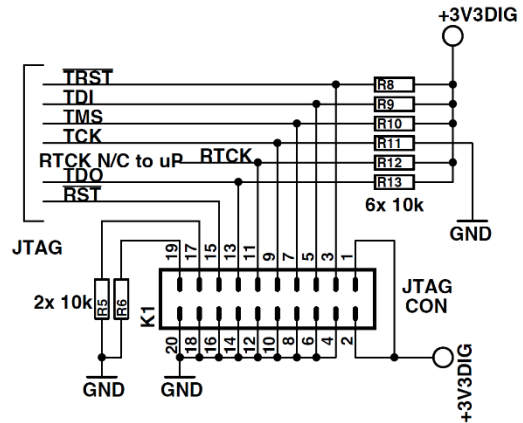 +3V3DIG
TRST
R8
TDI
R9
TMS
R10
TCK
R11
RTCK N/C to uP
RTCK
R12
TDO
R13
RST
6x 10k
GND
JTAG
19
17
15
13
11
9
7
5
3
1
2x 10k
R5
R6
K1
JTAG
CON
20
18
16
14
12
10
8
6
4
2
GND
GND
+3V3DIG